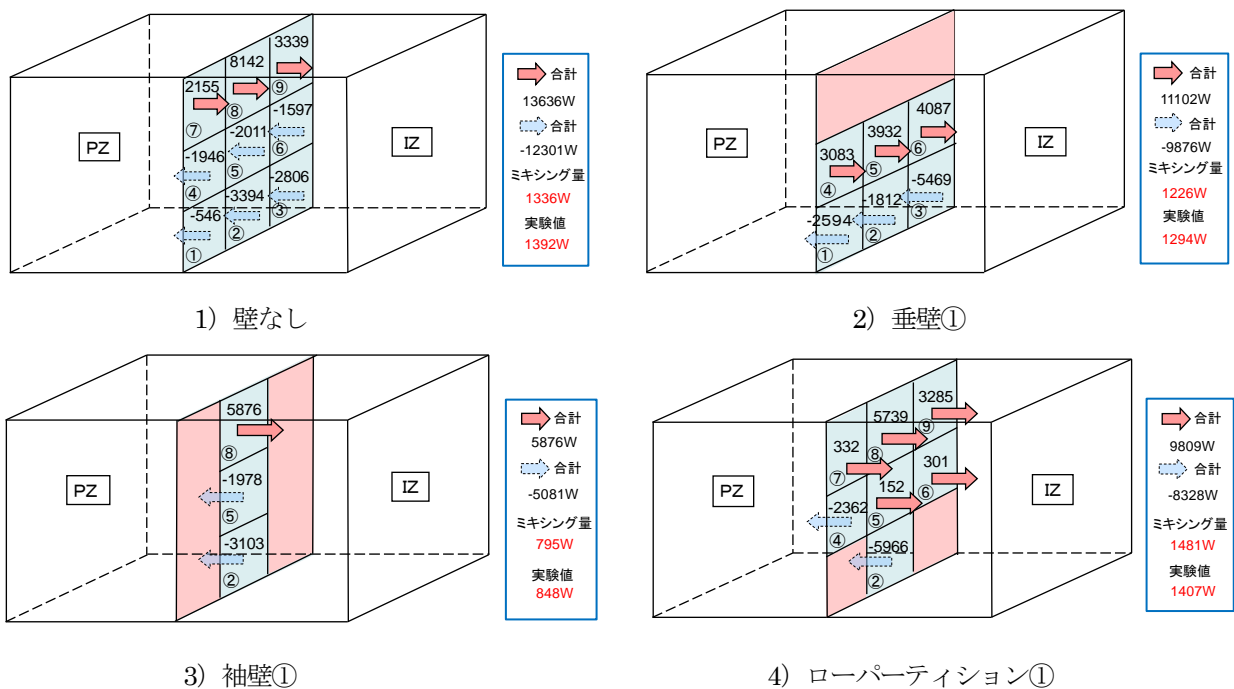 3339
8142
2155
⑨
⑧
-1597
⑦
-2011
⑥
-1946
⑤
-2806
④
-3394
③
-546
②
①
PZ
IZ
合計
13636W
合計
-12301W
ミキシング量
1336W
実験値
1392W
1) 壁なし
4087
3932
⑥
3083
⑤
④
-5469
-1812
③
-2594
②
①
PZ
IZ
合計
11102W
合計
-9876W
ミキシング量
1226W
実験値
1294W
2) 垂壁①
5876
⑧
-1978
⑤
-3103
②
PZ
IZ
合計
5876W
合計
-5081W
ミキシング量
795W
実験値
848W
3) 袖壁①
3285
5739
⑨
332
⑧
301
⑦
152
⑥
-2362
⑤
④
-5966
②
PZ
IZ
合計
9809W
合計
-8328W
ミキシング量
1481W
実験値
1407W
4) ローパーティション①